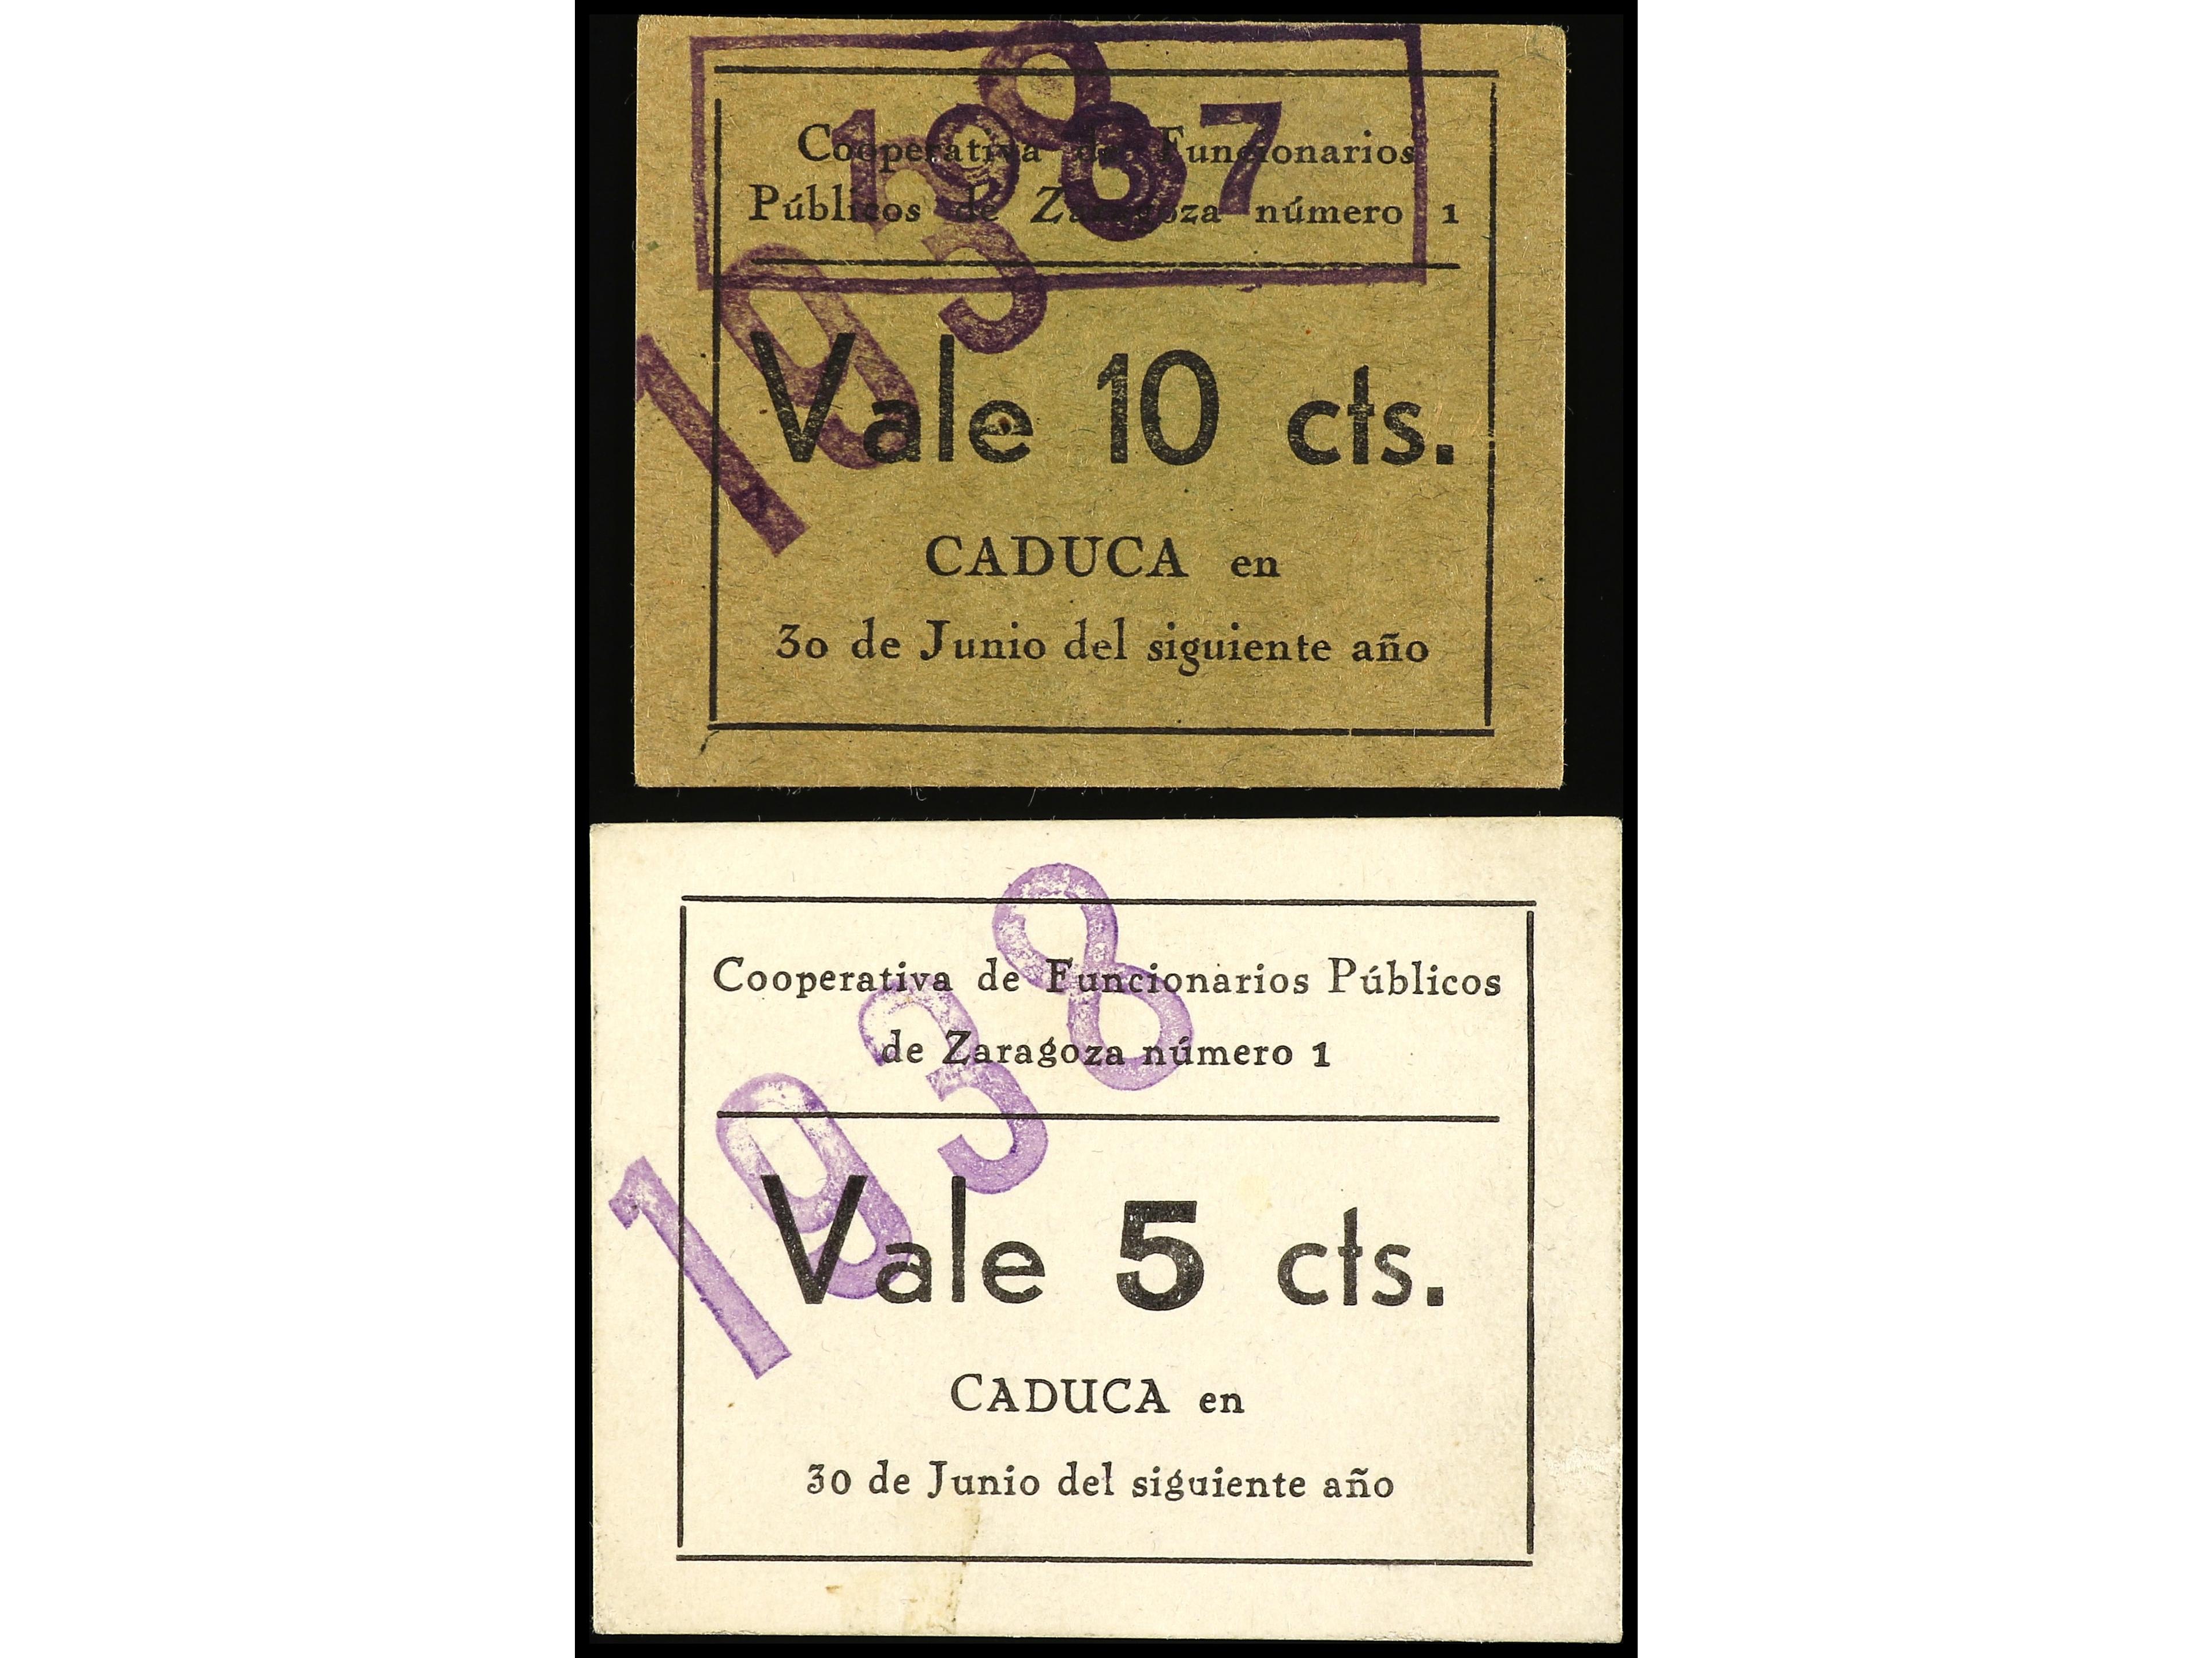 1937
1938
Cooperativa de Funcionarios
Públicos de Zaragoza número 1
Vale 10 cts.
CADUCA en
30 de Junio del siguiente año
1938
Cooperativa de Funcionarios Públicos
de Zaragoza número 1
Vale 5 cts.
CADUCA en
30 de Junio del siguiente año